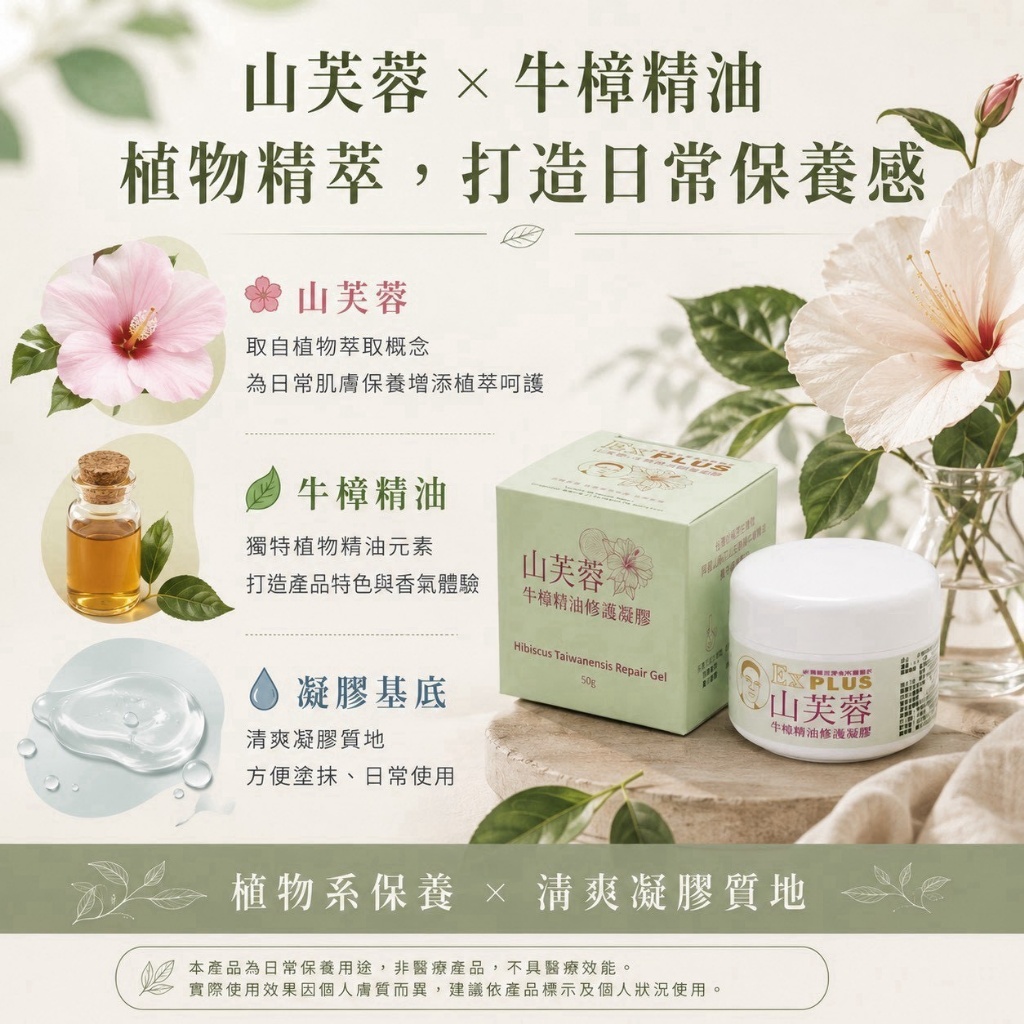 山芙蓉 × 牛樟精油
植物精萃，打造日常保養感
山芙蓉
取自植物萃取概念
為日常肌膚保養增添植萃呵護
牛樟精油
獨特植物精油元素
打造產品特色與香氣體驗
凝膠基底
清爽凝膠質地
方便塗抹、日常使用
Ex PLUS
山芙蓉
牛樟精油修護凝膠
Hibiscus Taiwanensis Repair Gel
50g
Ex PLUS
山芙蓉
牛樟精油修護凝膠
植物系保養 × 清爽凝膠質地
本產品為日常保養用途，非醫療產品，不具醫療效能。
實際使用效果因個人膚質而異，建議依產品標示及個人狀況使用。